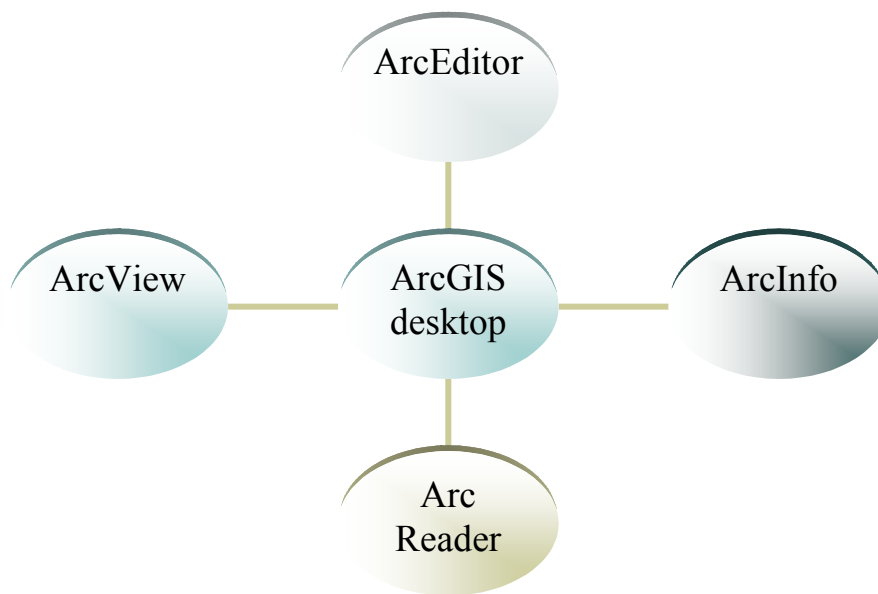 ArcEditor
ArcView
ArcGIS
desktop
ArcInfo
Arc
Reader